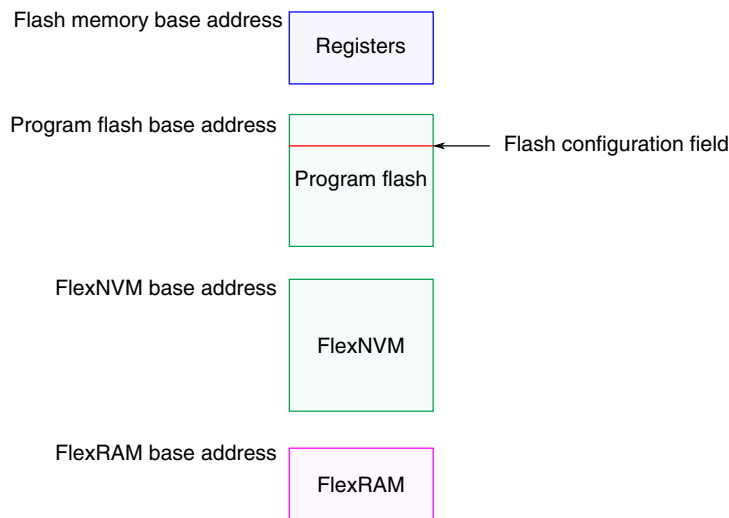 Flash memory base address
Registers
Program flash base address
Flash configuration field
Program flash
FlexNVM base address
FlexNVM
FlexRAM base address
FlexRAM